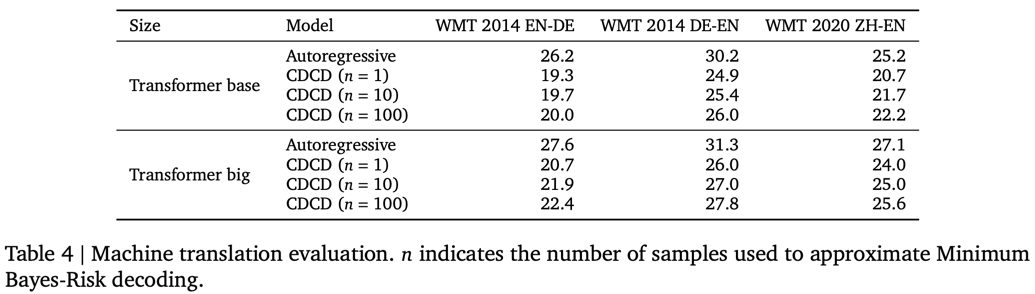 Size Model WMT 2014 EN-DE WMT 2014 DE-EN WMT 2020 ZH-EN
Autoregressive 26.2 30.2 25.2
CDCD (n = 1) 19.3 24.9 20.7
Transformer base
CDCD (n = 10) 19.7 25.4 21.7
CDCD (n = 100) 20.0 26.0 22.2
Autoregressive 27.6 31.3 27.1
CDCD (n = 1) 20.7 26.0 24.0
Transformer big
CDCD (n = 10) 21.9 27.0 25.0
CDCD (n = 100) 22.4 27.8 25.6
Table 4 | Machine translation evaluation. n indicates the number of samples used to approximate Minimum
Bayes-Risk decoding.